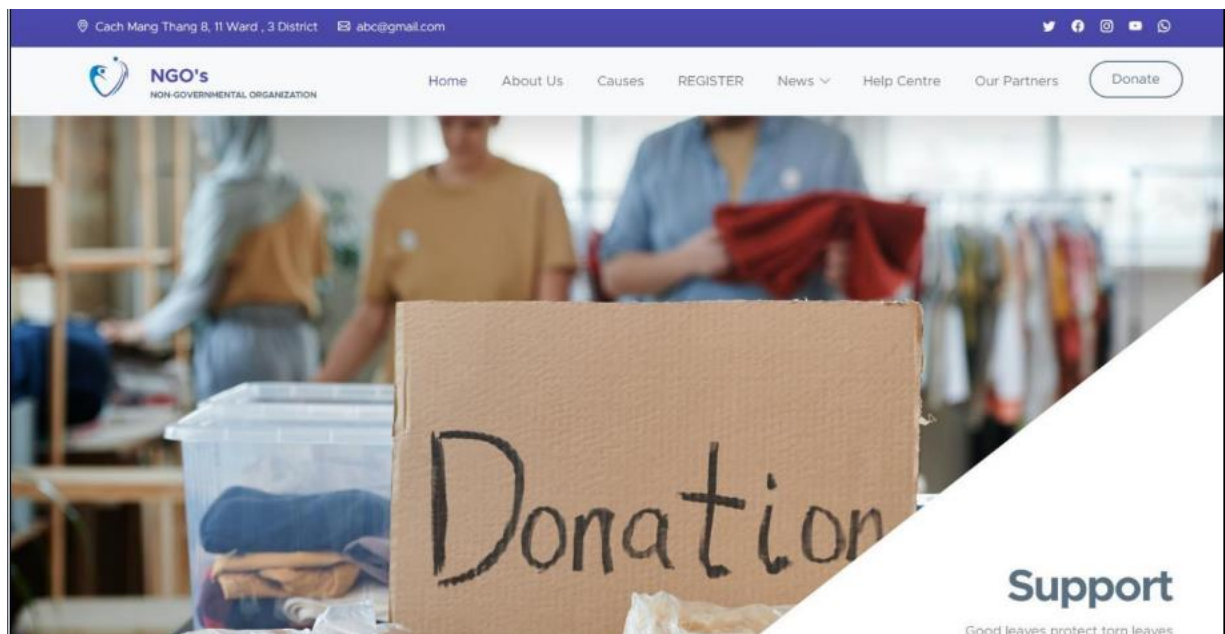 Cach Mang Thang 8, 11 Ward , 3 District abc@gmail.com
NGO's
NON-GOVERNMENTAL ORGANIZATION
Home About Us Causes REGISTER News Help Centre Our Partners Donate
Donation
Support
Good leaves protect torn leaves